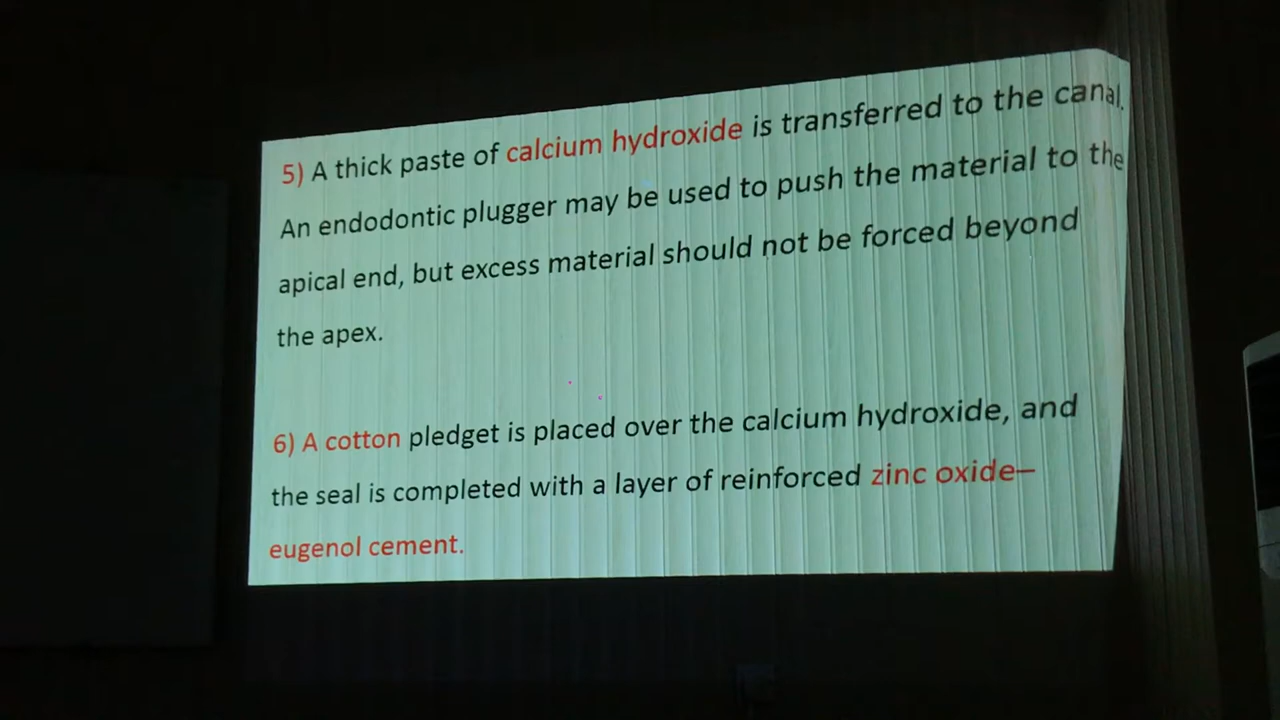 5) A thick paste of calcium hydroxide is transferred to the canal.
An endodontic plugger may be used to push the material to the
apical end, but excess material should not be forced beyond
the apex.
6) A cotton pledget is placed over the calcium hydroxide, and
the seal is completed with a layer of reinforced zinc oxide–
eugenol cement.